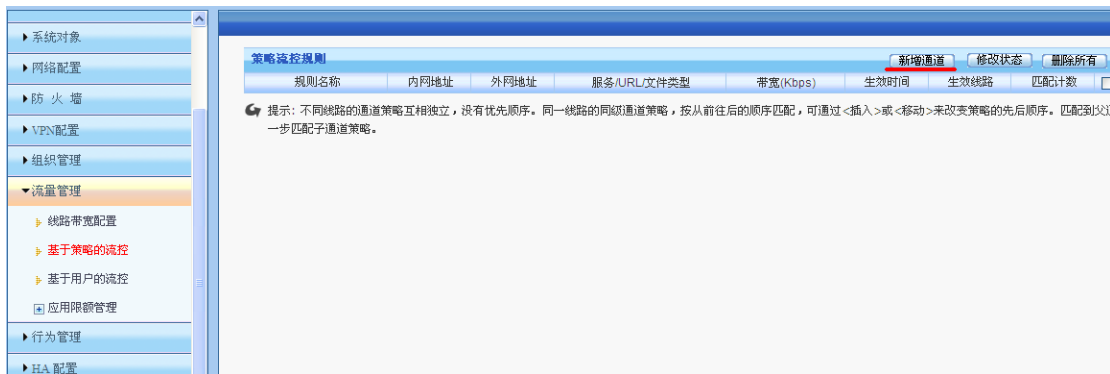 系统对象
网络配置
防 火 墙
VPN配置
组织管理
流量管理
线路带宽配置
基于策略的流控
基于用户的流控
应用限额管理
行为管理
HA 配置
策略流控规则
新增通道 修改状态 删除所有
规则名称 内网地址 外网地址 服务/URL/文件类型 带宽(Kbps) 生效时间 生效线路 匹配计数
提示: 不同线路的通道策略互相独立，没有优先顺序。同一线路的同级通道策略，按从前往后的顺序匹配，可通过<插入>或<移动>来改变策略的先后顺序。匹配到父
一步匹配子通道策略。